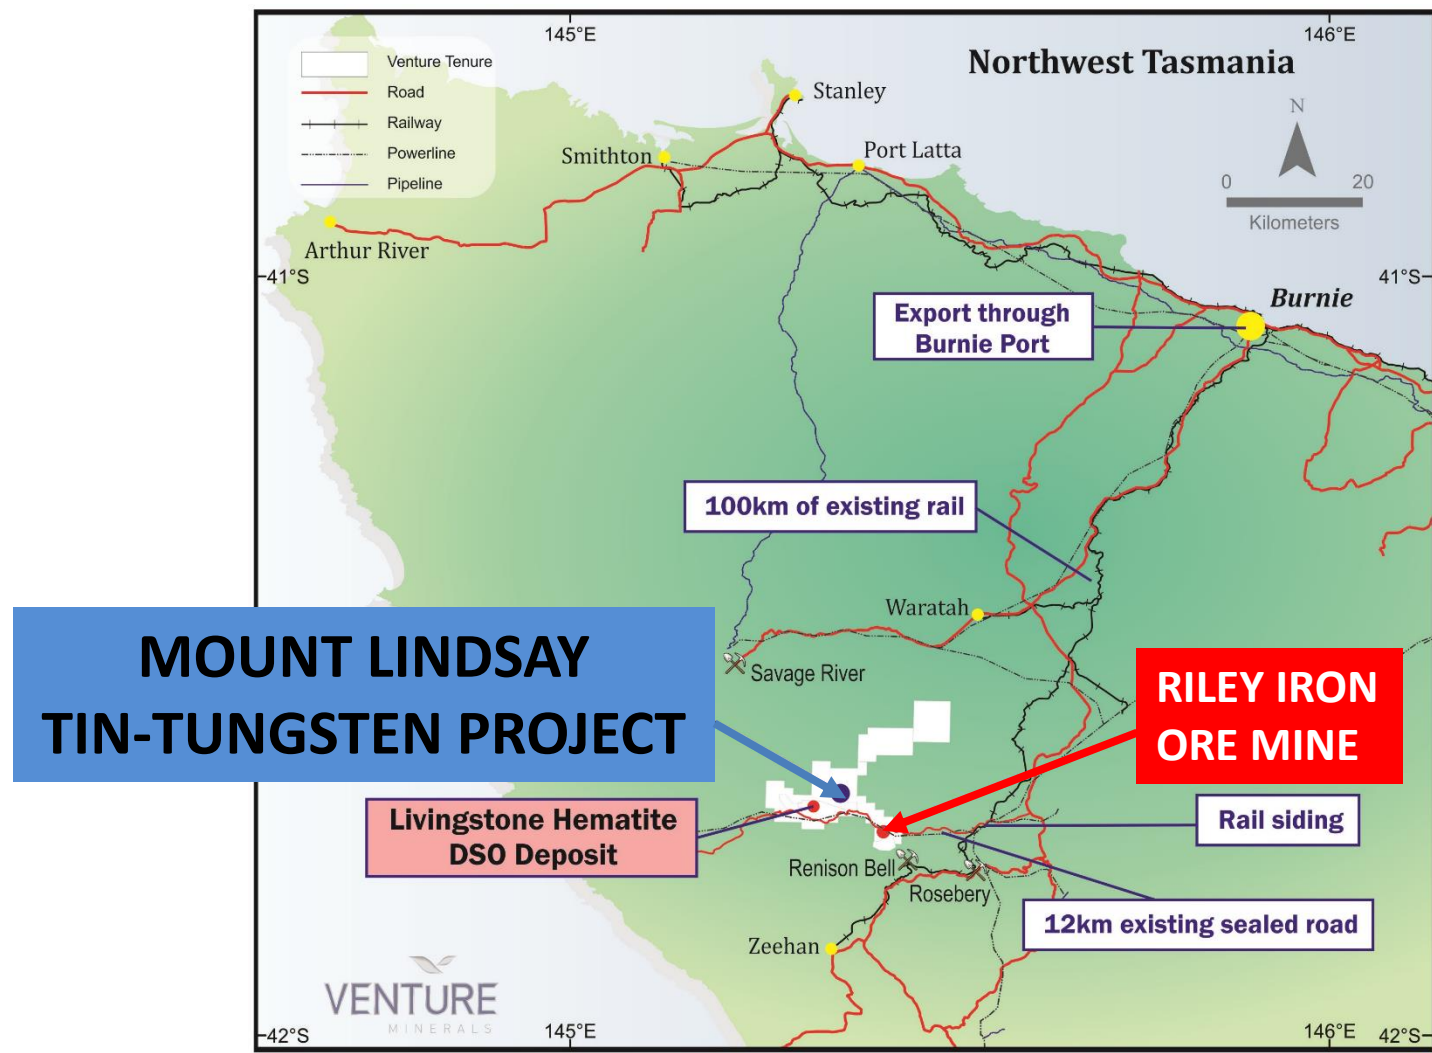 145°E
146°E
Northwest Tasmania
Venture Tenure
Road
Railway
Powerline
Pipeline
N
0
20
Kilometers
Stanley
Smithton
Port Latta
Arthur River
41°S
41°S
Burnie
Export through
Burnie Port
100km of existing rail
Waratah
Savage River
MOUNT LINDSAY
TIN-TUNGSTEN PROJECT
RILEY IRON
ORE MINE
Livingstone Hematite
DSO Deposit
Rail siding
Renison Bell
Rosebery
12km existing sealed road
Zeehan
VENTURE
MINERALS
42°S
145°E
146°E
42°S